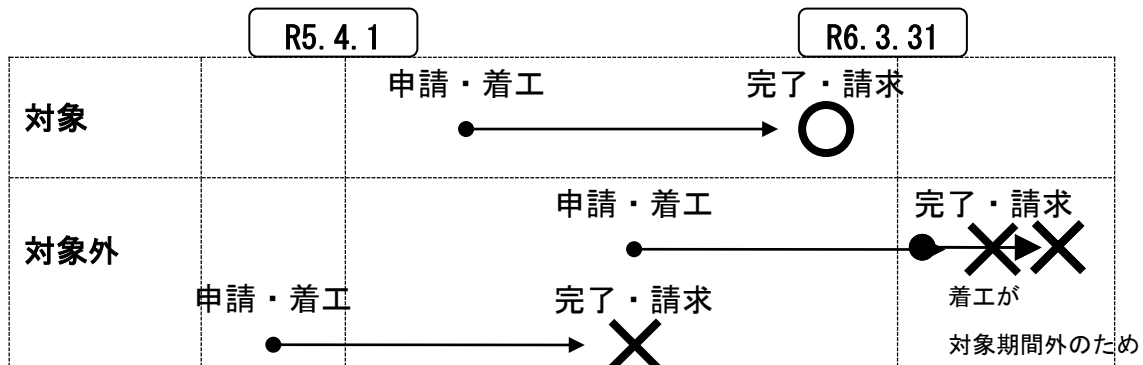 R5.4.1
R6.3.31
対象
申請・着工
完了・請求
対象外
申請・着工
完了・請求
申請・着工
完了・請求
着工が
対象期間外のため